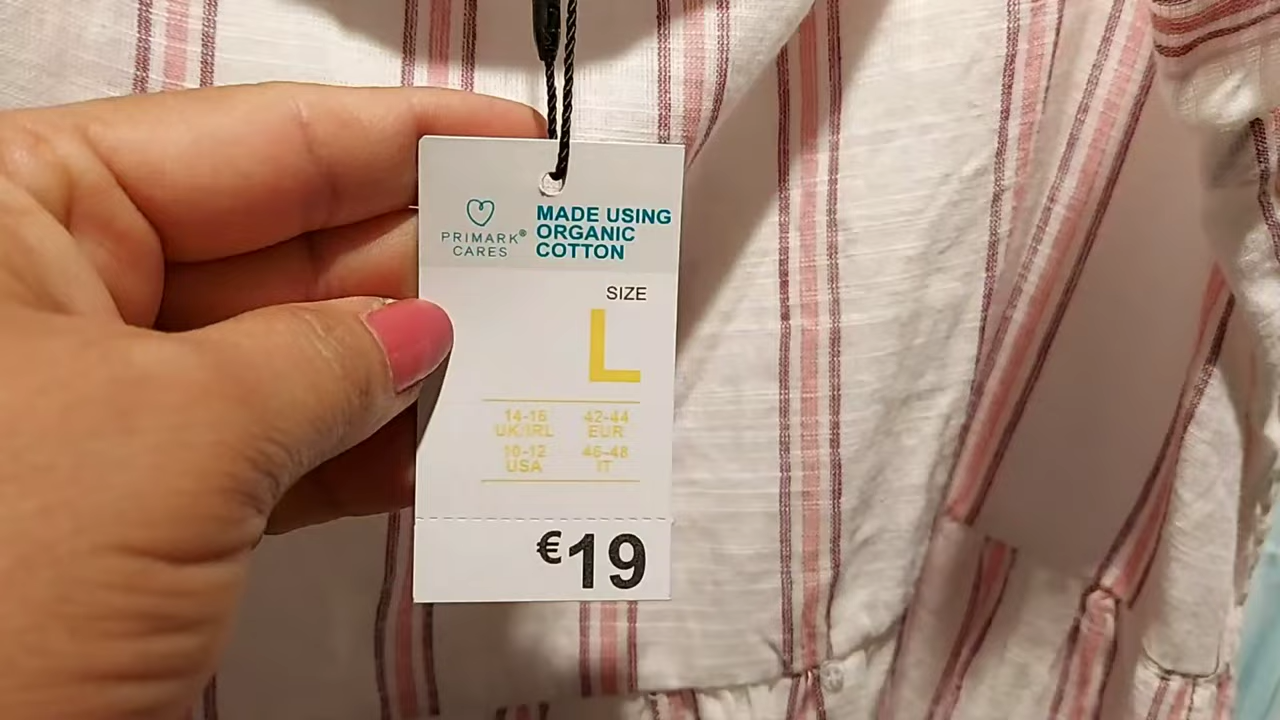 PRIMARK®
CARES
MADE USING
ORGANIC
COTTON
SIZE
L
14-16 42-44
UK/IRL EUR
10-12 46-48
USA IT
€19